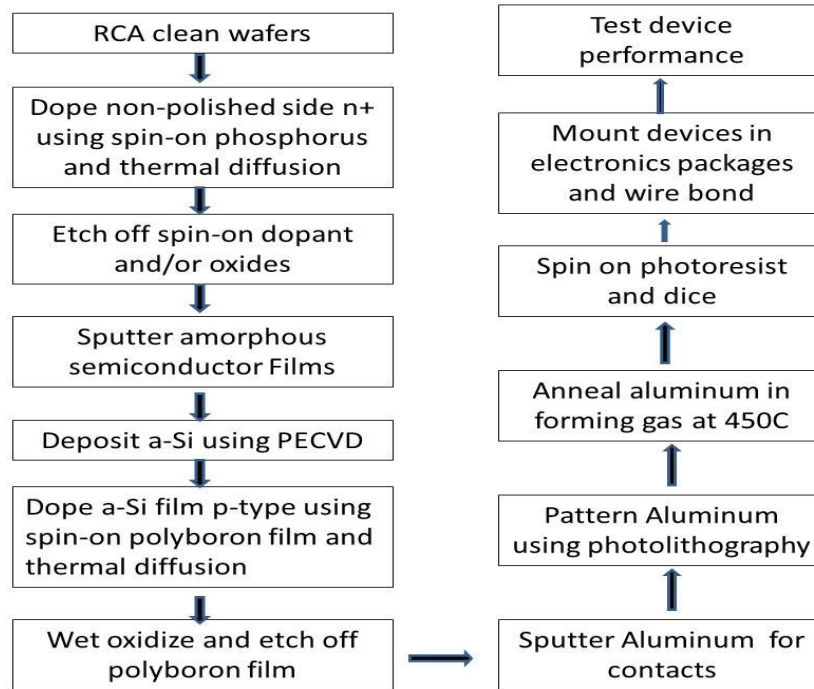 RCA clean wafers
Dope non-polished side n+
using spin-on phosphorus
and thermal diffusion
Etch off spin-on dopant
and/or oxides
Sputter amorphous
semiconductor Films
Deposit a-Si using PECVD
Dope a-Si film p-type using
spin-on polyboron film and
thermal diffusion
Wet oxidize and etch off
polyboron film
Sputter Aluminum for
contacts
Pattern Aluminum
using photolithography
Anneal aluminum in
forming gas at 450C
Spin on photoresist
and dice
Mount devices in
electronics packages
and wire bond
Test device
performance